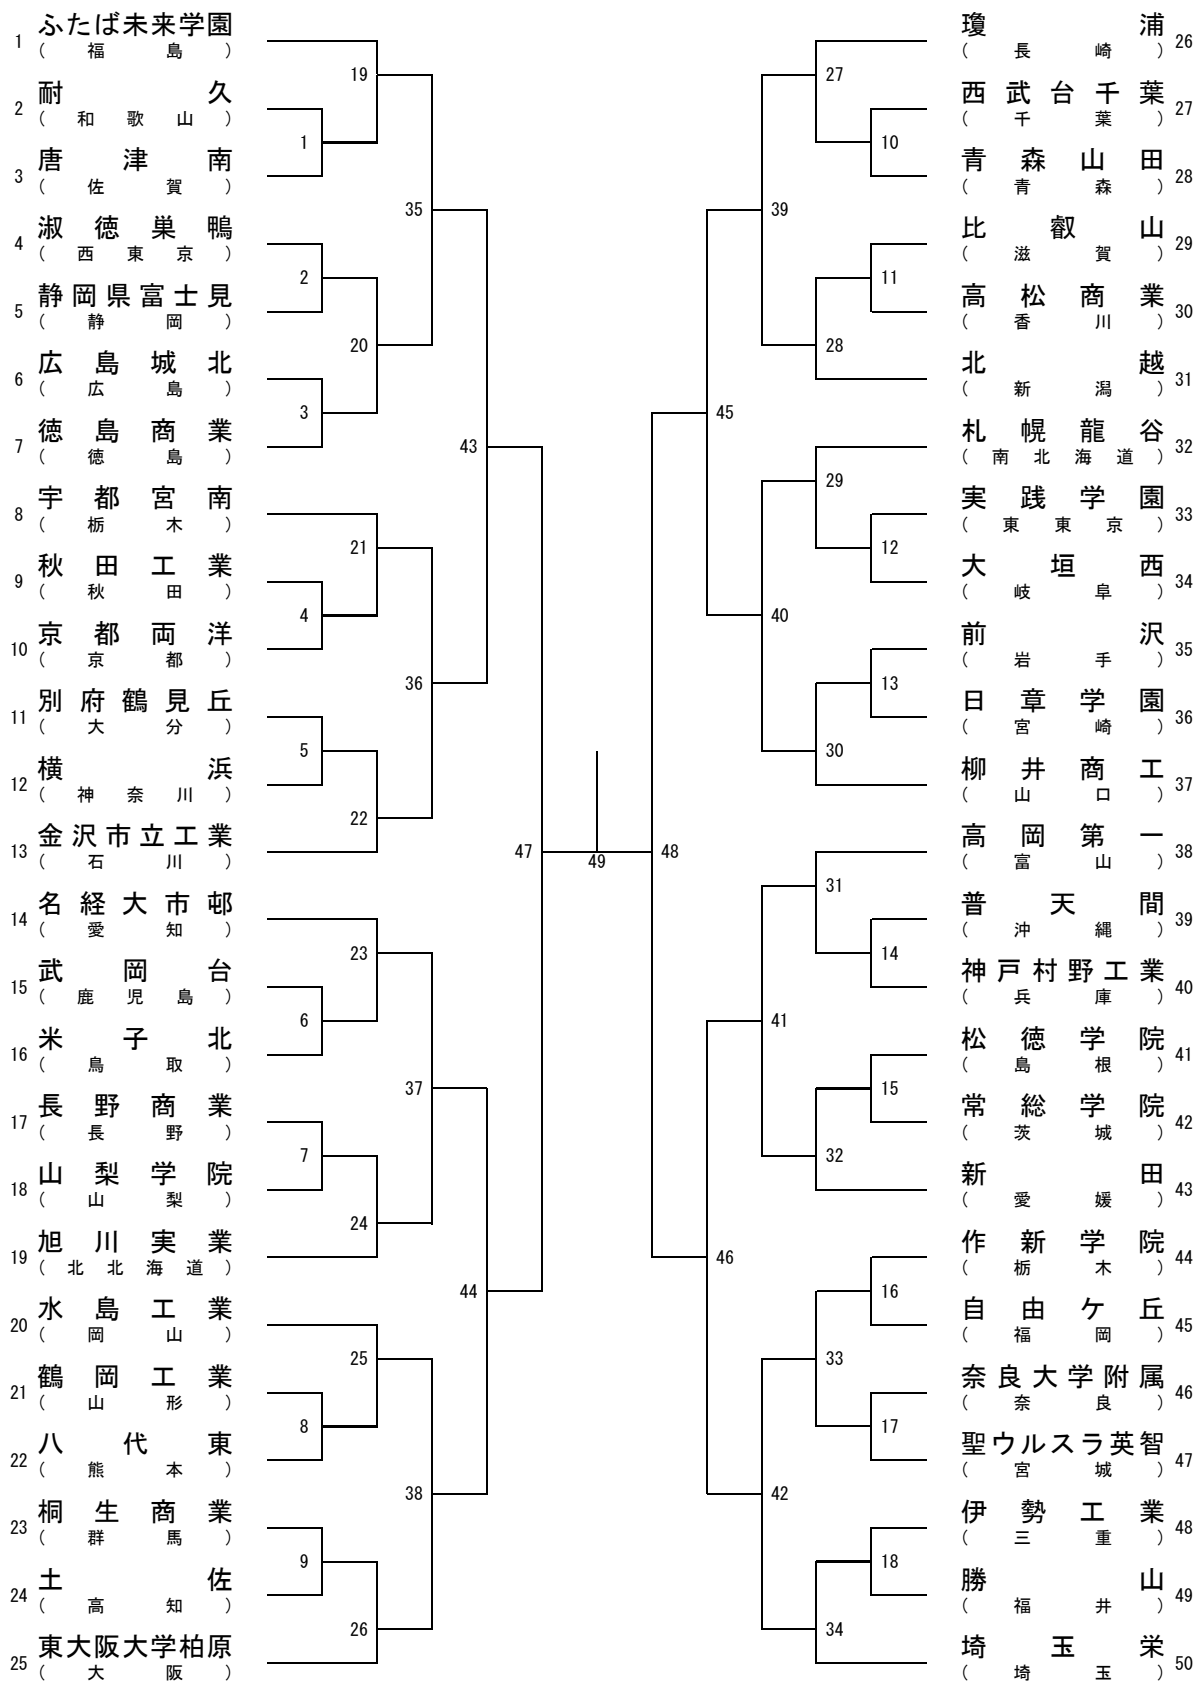 1 ふたば未来学園
(福島)
2 耐久
(和歌山)
3 唐津南
(佐賀)
4 淑徳巣鴨
(西東京)
5 静岡県富士見
(静岡)
6 広島城北
(広島)
7 徳島商業
(徳島)
8 宇都宮南
(栃木)
9 秋田工業
(秋田)
10 京都両洋
(京都)
11 別府鶴見丘
(大分)
12 横浜
(神奈川)
13 金沢市立工業
(石川)
14 名経大市邨
(愛知)
15 武岡台
(鹿児島)
16 米子北
(鳥取)
17 長野商業
(長野)
18 山梨学院
(山梨)
19 旭川実業
(北北海道)
20 水島工業
(岡山)
21 鶴岡工業
(山形)
22 八代東
(熊本)
23 桐生商業
(群馬)
24 土佐
(高知)
25 東大阪大学柏原
(大阪)
19
1
35
2
20
3
43
21
4
36
5
22
47
23
6
37
7
24
44
25
8
38
9
26
49
48
27
10
39
11
28
45
29
12
40
13
30
31
14
41
15
32
46
16
33
17
42
18
34
瓊浦 26
(長崎)
西武台千葉 27
(千葉)
青森山田 28
(青森)
比叡山 29
(滋賀)
高松商業 30
(香川)
北越 31
(新潟)
札幌龍谷 32
(南北海道)
実践学園 33
(東東京)
大垣西 34
(岐阜)
前沢 35
(岩手)
日章学園 36
(宮崎)
柳井商工 37
(山口)
高岡第一 38
(富山)
普天間 39
(沖縄)
神戸村野工業 40
(兵庫)
松徳学院 41
(島根)
常総学院 42
(茨城)
新田 43
(愛媛)
作新学院 44
(栃木)
自由ケ丘 45
(福岡)
奈良大学附属 46
(奈良)
聖ウルスラ英智 47
(宮城)
伊勢工業 48
(三重)
勝山 49
(福井)
埼玉栄 50
(埼玉)